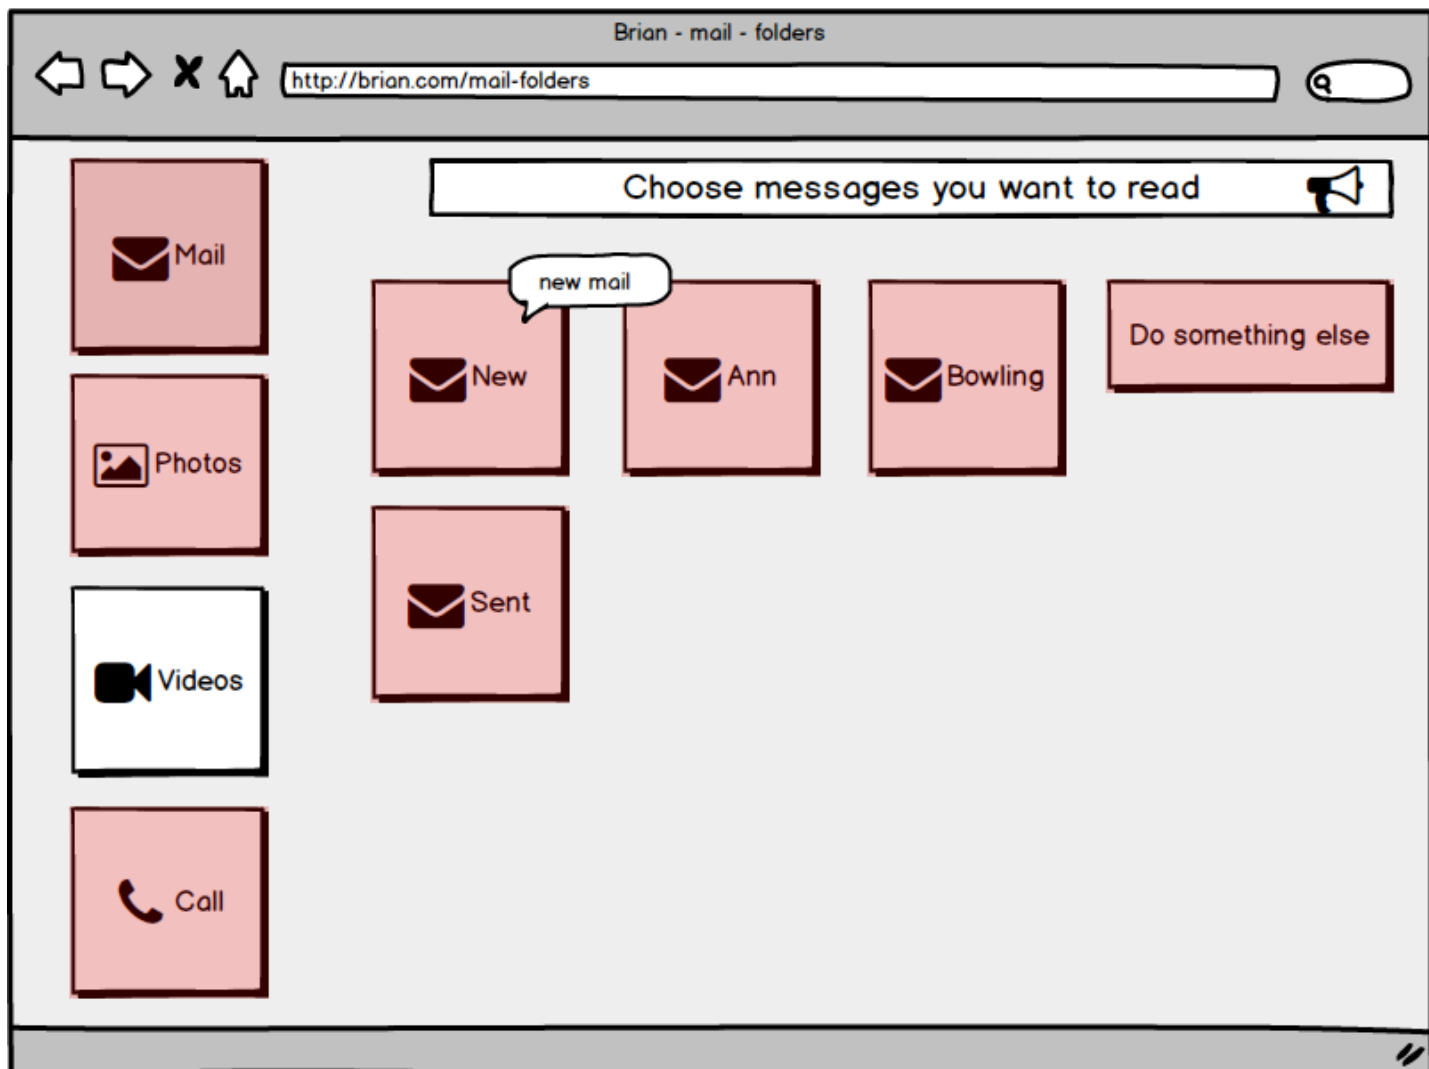 Brian - mail - folders
http://brian.com/mail-folders
Choose messages you want to read
Mail
new mail
New
Ann
Bowling
Do something else
Photos
Sent
Videos
Call